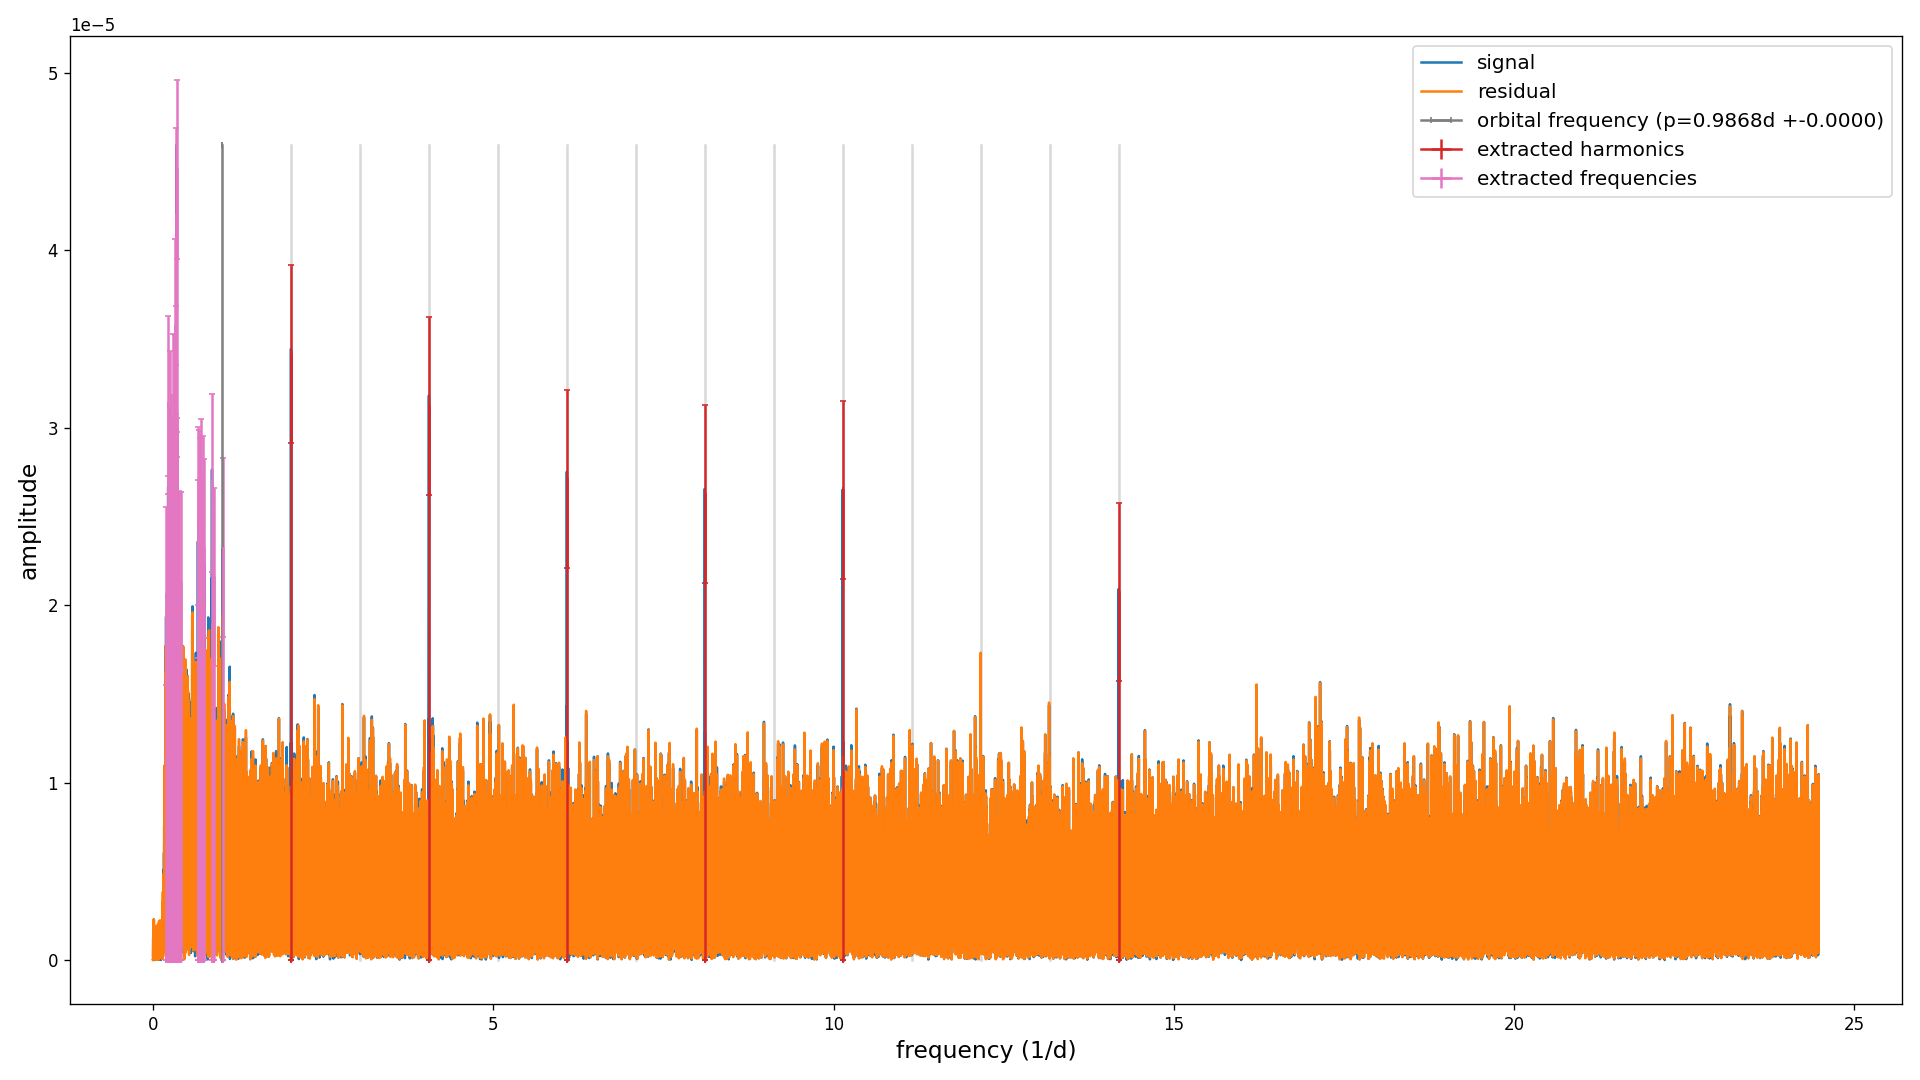 1e−5
signal
residual
orbital frequency (p=0.9868d +-0.0000)
extracted harmonics
extracted frequencies
5
4
3
2
1
0
amplitude
0 5 10 15 20 25
frequency (1/d)